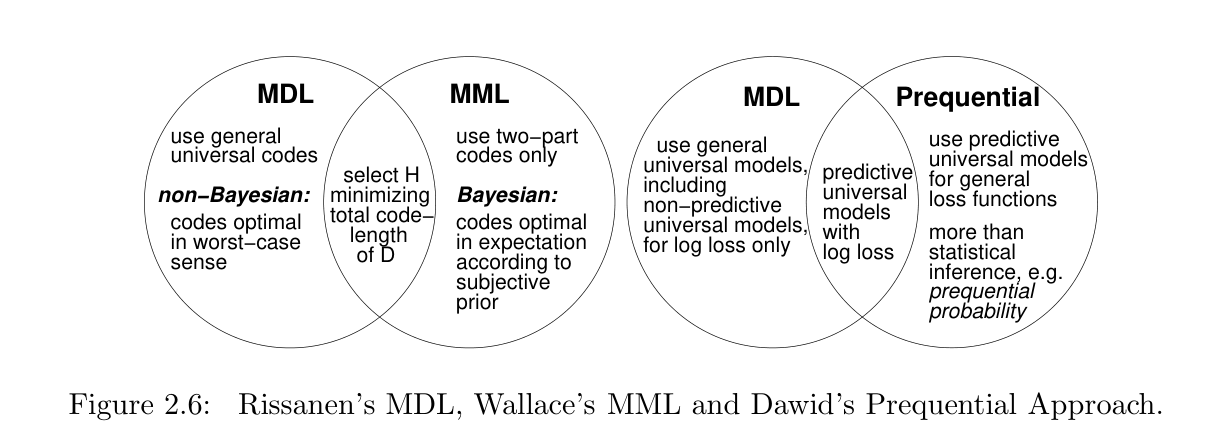 MDL
use general
universal codes
non−Bayesian:
codes optimal
in worst−case
sense
select H
minimizing
total code−
length
of D
MML
use two−part
codes only
Bayesian:
codes optimal
in expectation
according to
subjective
prior
MDL
use general
universal models,
including
non−predictive
universal models,
for log loss only
predictive
universal
models
with
log loss
Prequential
use predictive
universal models
for general
loss functions
more than
statistical
inference, e.g.
prequential
probability
Figure 2.6: Rissanen's MDL, Wallace's MML and Dawid's Prequential Approach.